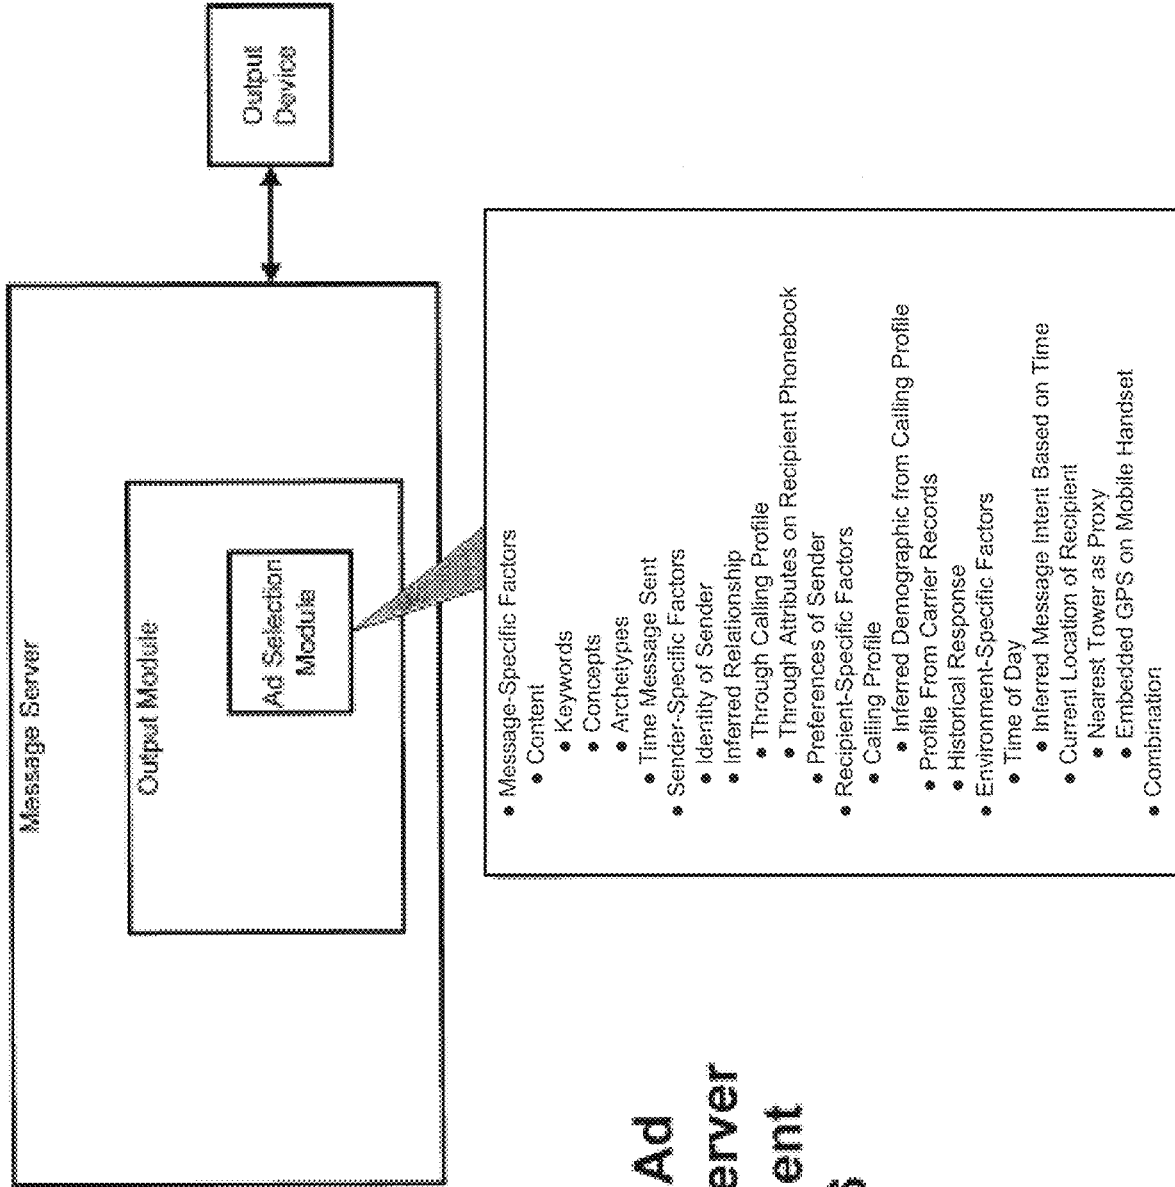 Message Server
Output Module
Ad Selection
Module
Output
Device
• Message-Specific Factors
• Content
• Keywords
• Concepts
• Archetypes
• Time Message Sent
• Sender-Specific Factors
• Identity of Sender
• Inferred Relationship
• Through Calling Profile
• Through Attributes on Recipient Phonebook
• Preferences of Sender
• Recipient-Specific Factors
• Calling Profile
• Inferred Demographic from Calling Profile
• Profile From Carrier Records
• Historical Response
• Environment-Specific Factors
• Time of Day
• Inferred Message Intent Based on Time
• Current Location of Recipient
• Nearest Tower as Proxy
• Embedded GPS on Mobile Handset
• Combination
Ad
erver
ent